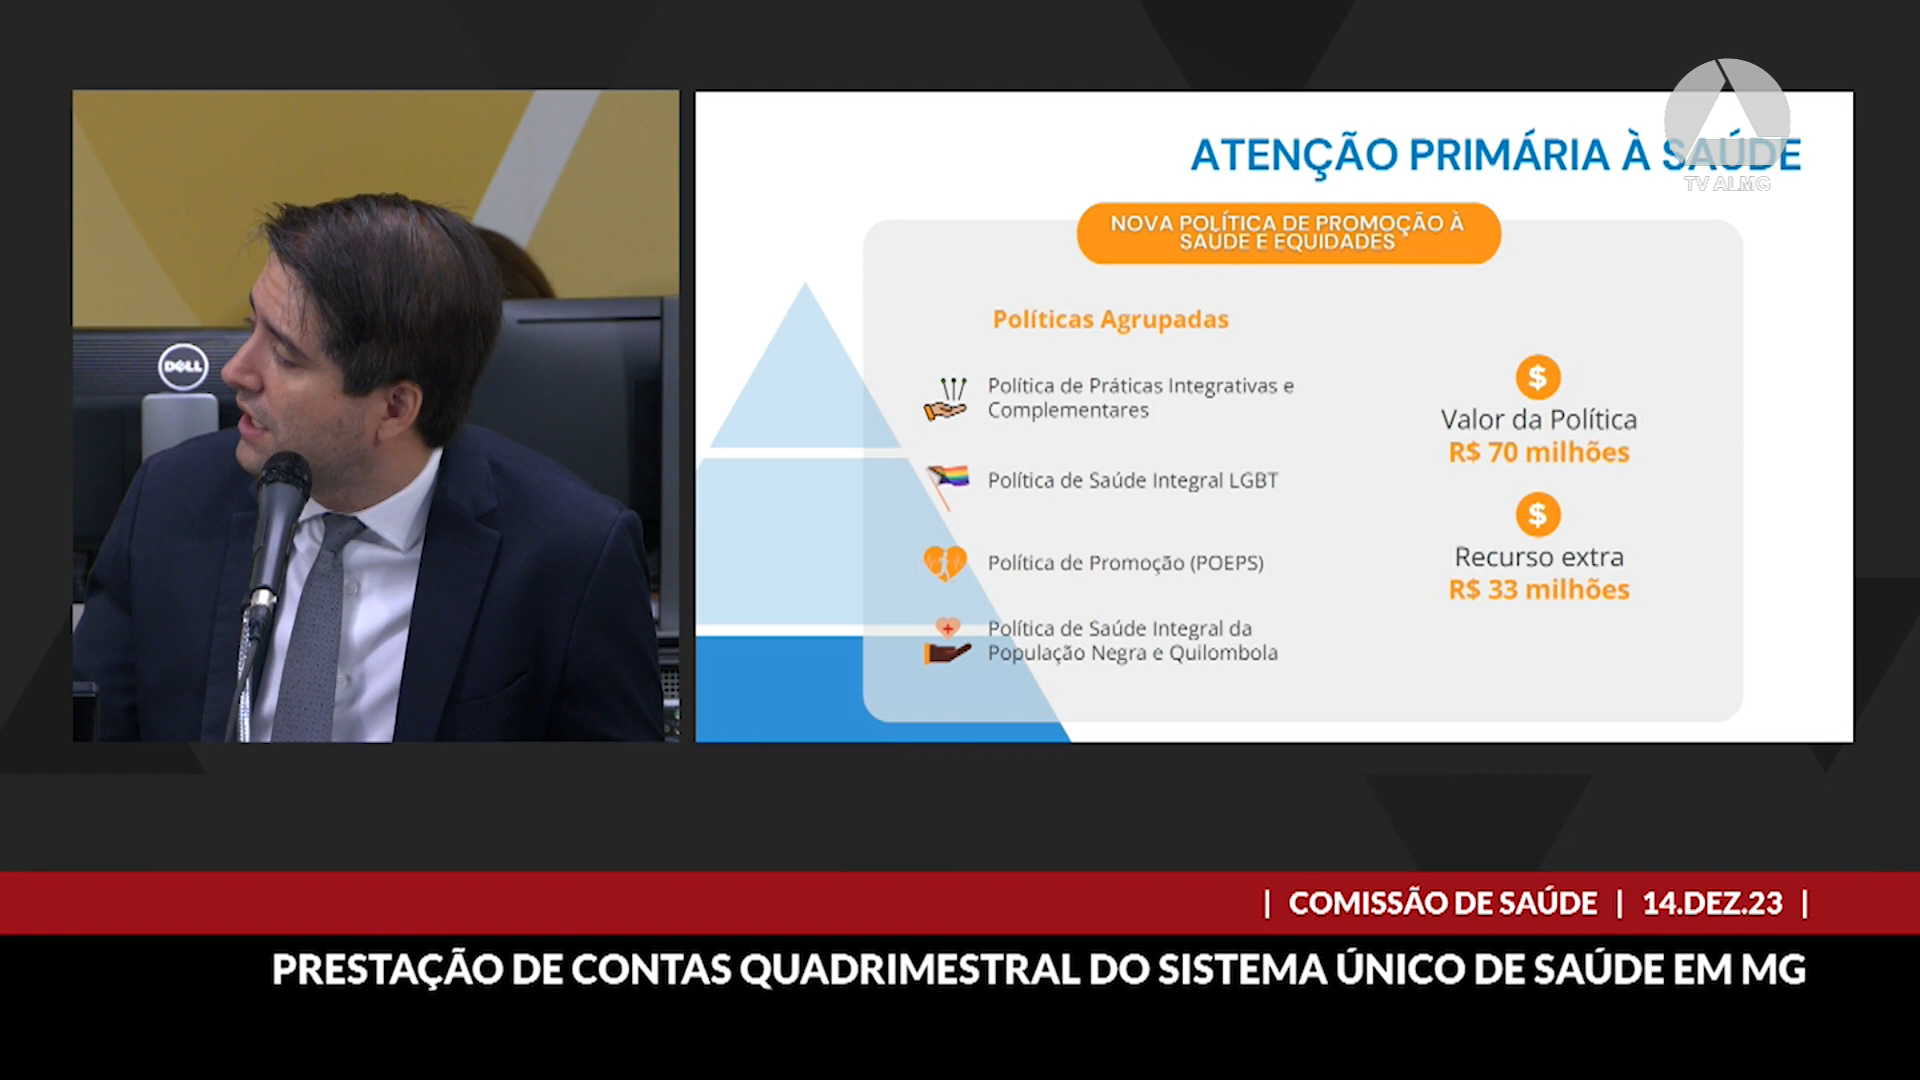 DELL
ATENÇÃO PRIMÁRIA À SAÚDE
TV ALMG
NOVA POLÍTICA DE PROMOÇÃO À
SAÚDE E EQUIDADES
Políticas Agrupadas
Política de Práticas Integrativas e
Complementares
Política de Saúde Integral LGBT
Política de Promoção (POEPS)
Política de Saúde Integral da
População Negra e Quilombola
$
Valor da Política
R$ 70 milhões
$
Recurso extra
R$ 33 milhões
| COMISSÃO DE SAÚDE | 14.DEZ.23 |
PRESTAÇÃO DE CONTAS QUADRIMESTRAL DO SISTEMA ÚNICO DE SAÚDE EM MG